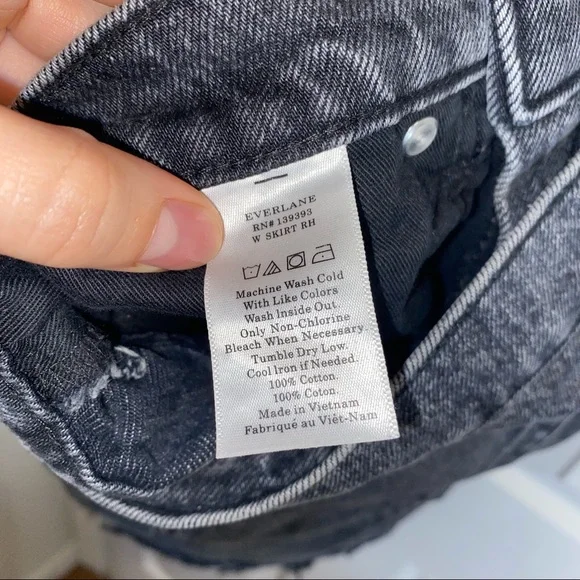 EVERLANE
RN# 139393
W SKIRT RH
Machine Wash Cold
With Like Colors
Wash Inside Out
Only Non-Chlorine
Bleach When Necessary.
Tumble Dry Low.
Cool Iron if Needed.
100% Cotton.
100% Coton.
Made in Vietnam
Fabriqué au Viêt-Nam